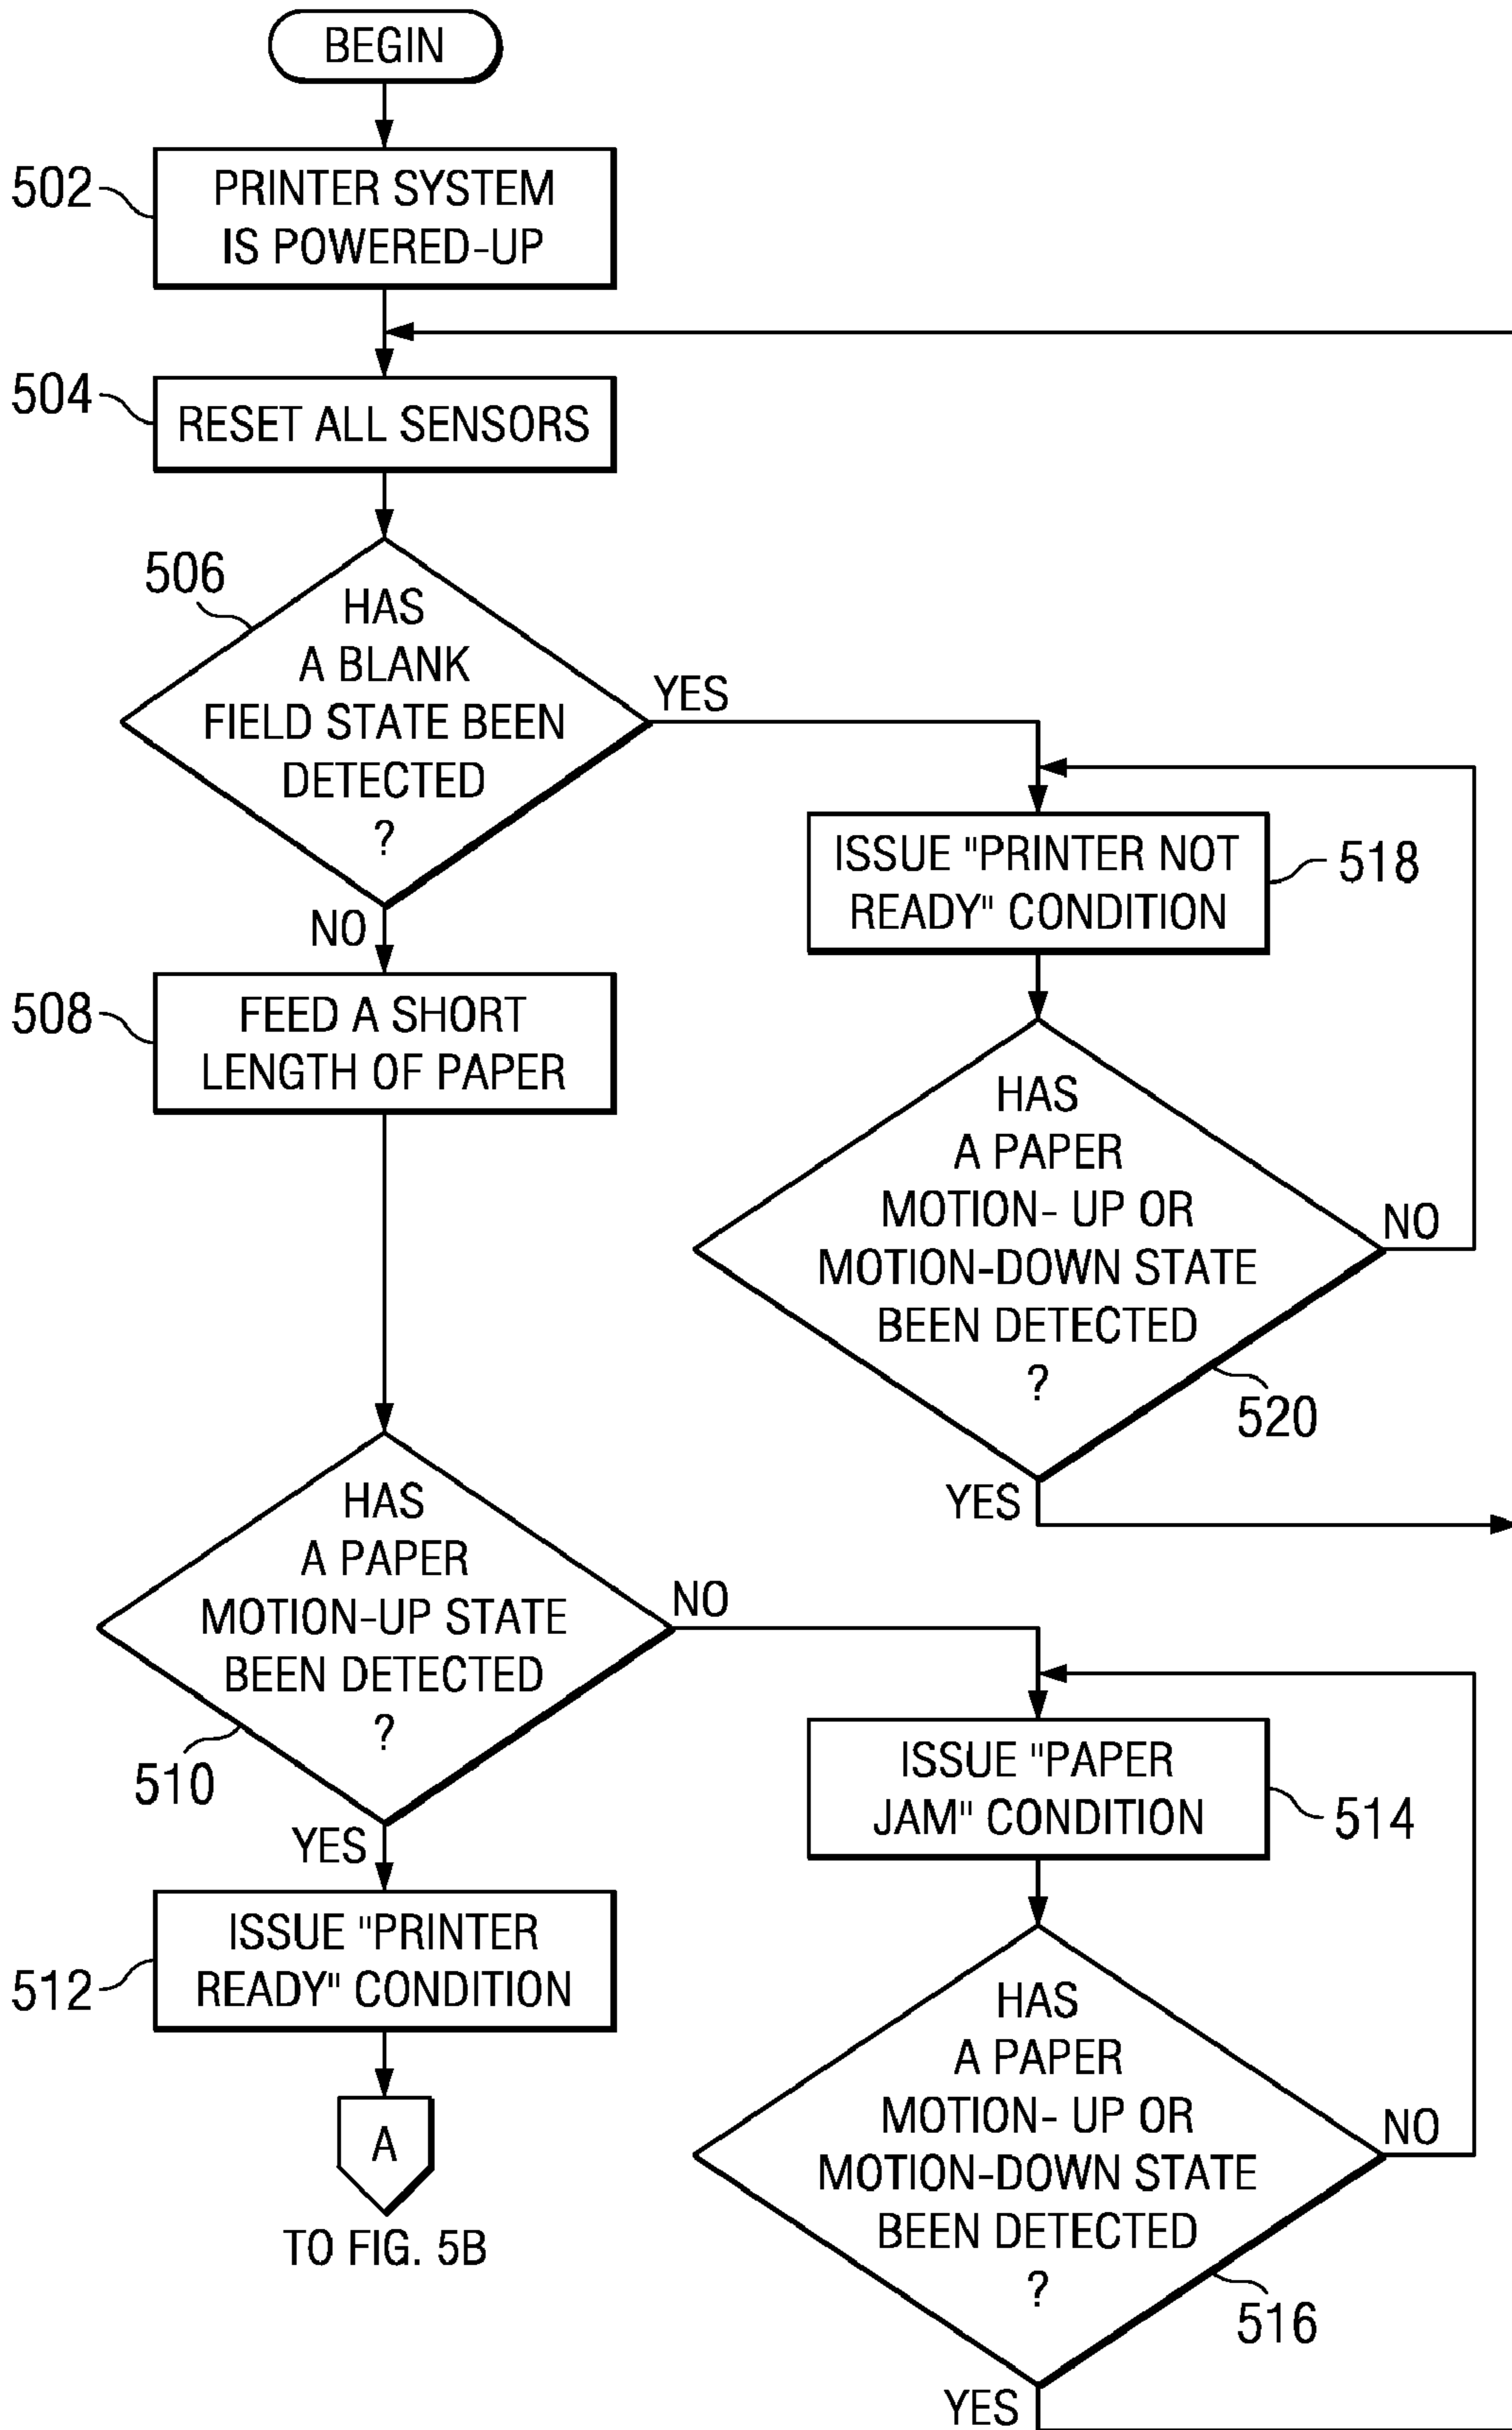 BEGIN
502
PRINTER SYSTEM
IS POWERED-UP
504
RESET ALL SENSORS
506
HAS
A BLANK
FIELD STATE BEEN
DETECTED
?
YES
NO
ISSUE "PRINTER NOT
READY" CONDITION
518
508
FEED A SHORT
LENGTH OF PAPER
HAS
A PAPER
MOTION- UP OR
MOTION-DOWN STATE
BEEN DETECTED
?
NO
520
YES
HAS
A PAPER
MOTION-UP STATE
BEEN DETECTED
?
NO
510
YES
ISSUE "PAPER
JAM" CONDITION
514
512
ISSUE "PRINTER
READY" CONDITION
A
TO FIG. 5B
HAS
A PAPER
MOTION- UP OR
MOTION-DOWN STATE
BEEN DETECTED
?
NO
516
YES